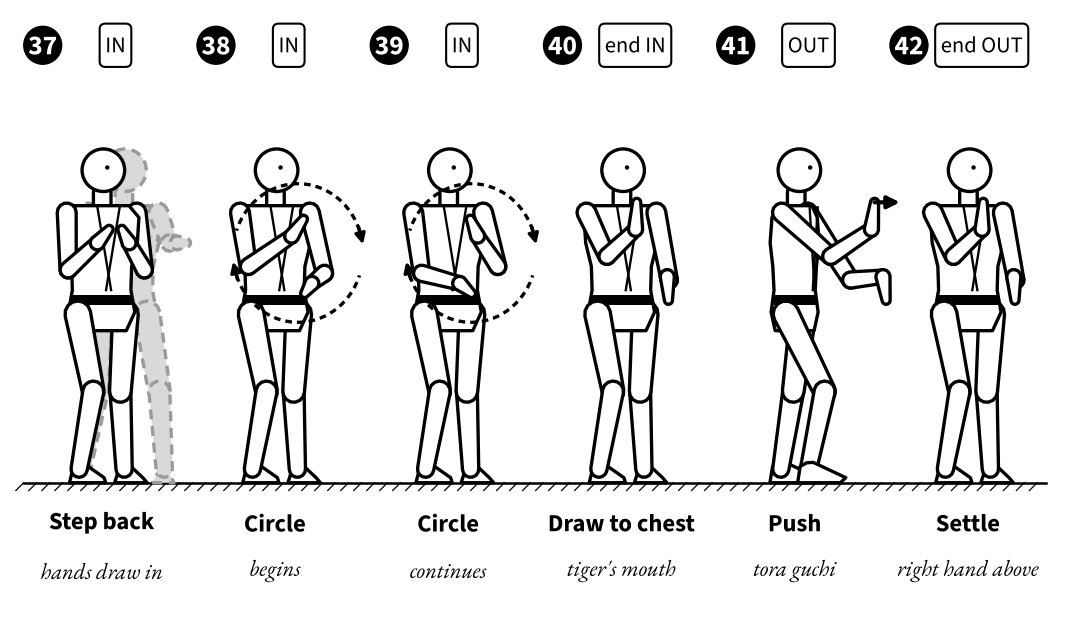 37 IN 38 IN 39 IN 40 end IN 41 OUT 42 end OUT
Step back Circle Circle Draw to chest Push Settle
hands draw in begins continues tiger's mouth tora guchi right hand above